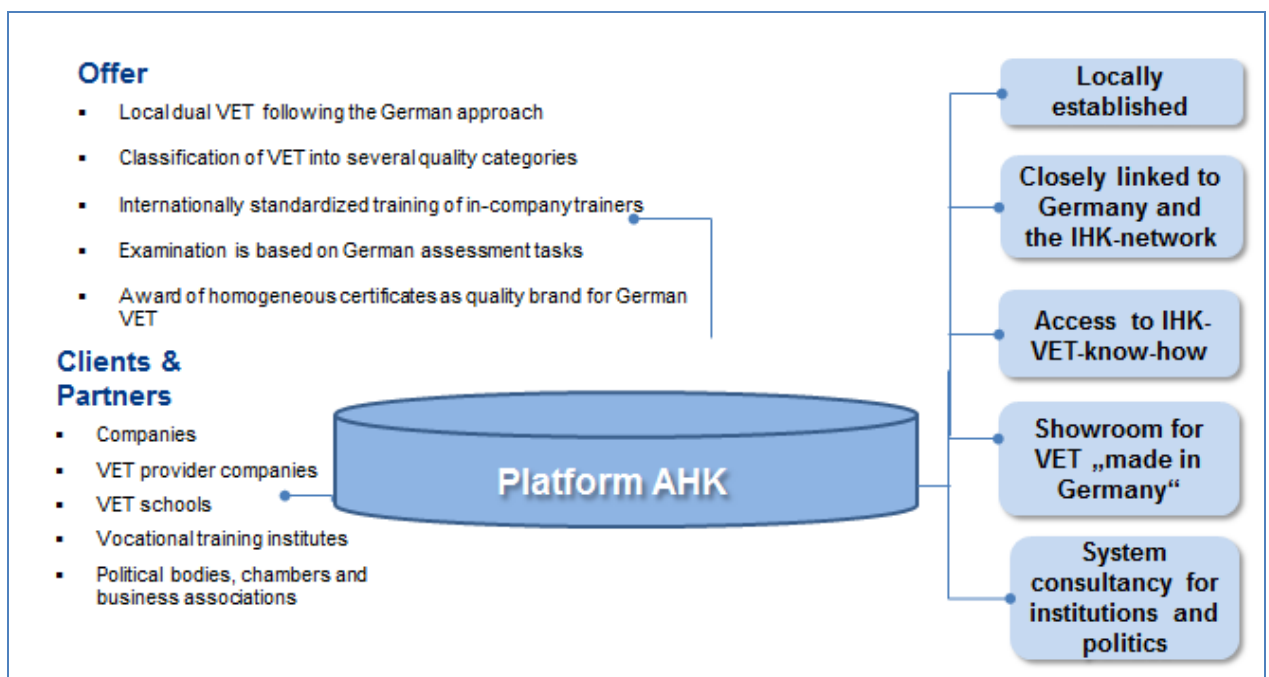 Offer
Local dual VET following the German approach
Classification of VET into several quality categories
Internationally standardized training of in-company trainers
Examination is based on German assessment tasks
Award of homogeneous certificates as quality brand for German
VET
Clients &
Partners
Companies
VET provider companies
VET schools
Vocational training institutes
Political bodies, chambers and
business associations
Platform AHK
Locally
established
Closely linked to
Germany and
the IHK-network
Access to IHK-
VET-know-how
Showroom for
VET „made in
Germany“
System
consultancy for
institutions and
politics